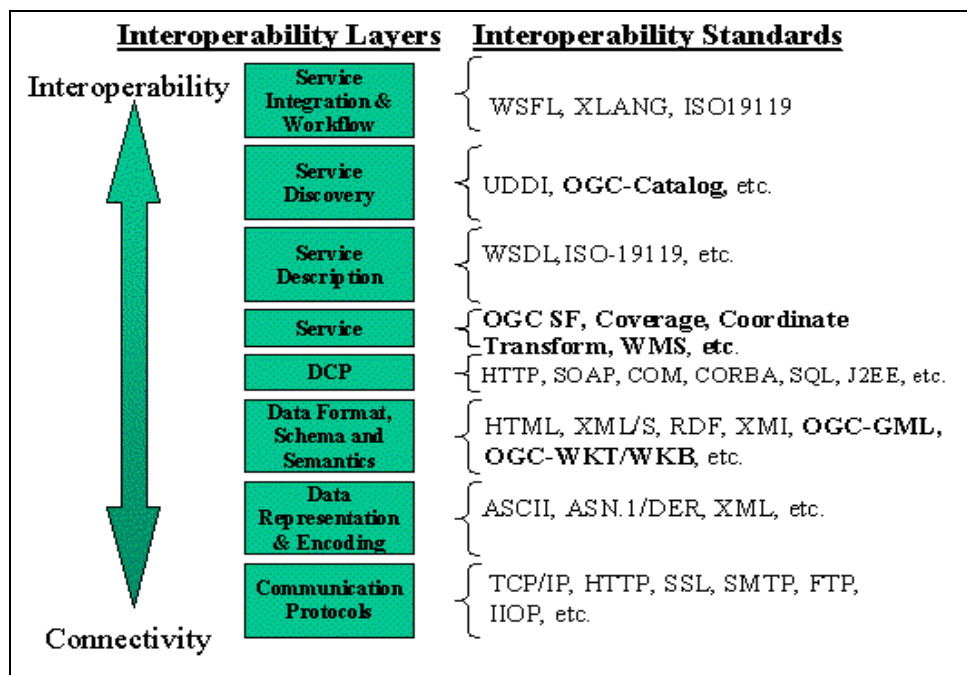 Interoperability Layers
Interoperability Standards
Interoperability
Service
Integration &
Workflow
WSFL, XLANG, ISO19119
Service
Discovery
UDDI, OGC-Catalog, etc.
Service
Description
WSDL,ISO-19119, etc.
Service
OGC SF, Coverage, Coordinate
Transform, WMS, etc.
DCP
HTTP, SOAP, COM, CORBA, SQL, J2EE, etc.
Data Format,
Schema and
Semantics
HTML, XML/S, RDF, XMI, OGC-GML,
OGC-WKT/WKB, etc.
Data
Representation
& Encoding
ASCII, ASN.1/DER, XML, etc.
Communication
Protocols
TCP/IP, HTTP, SSL, SMTP, FTP,
IIOP, etc.
Connectivity